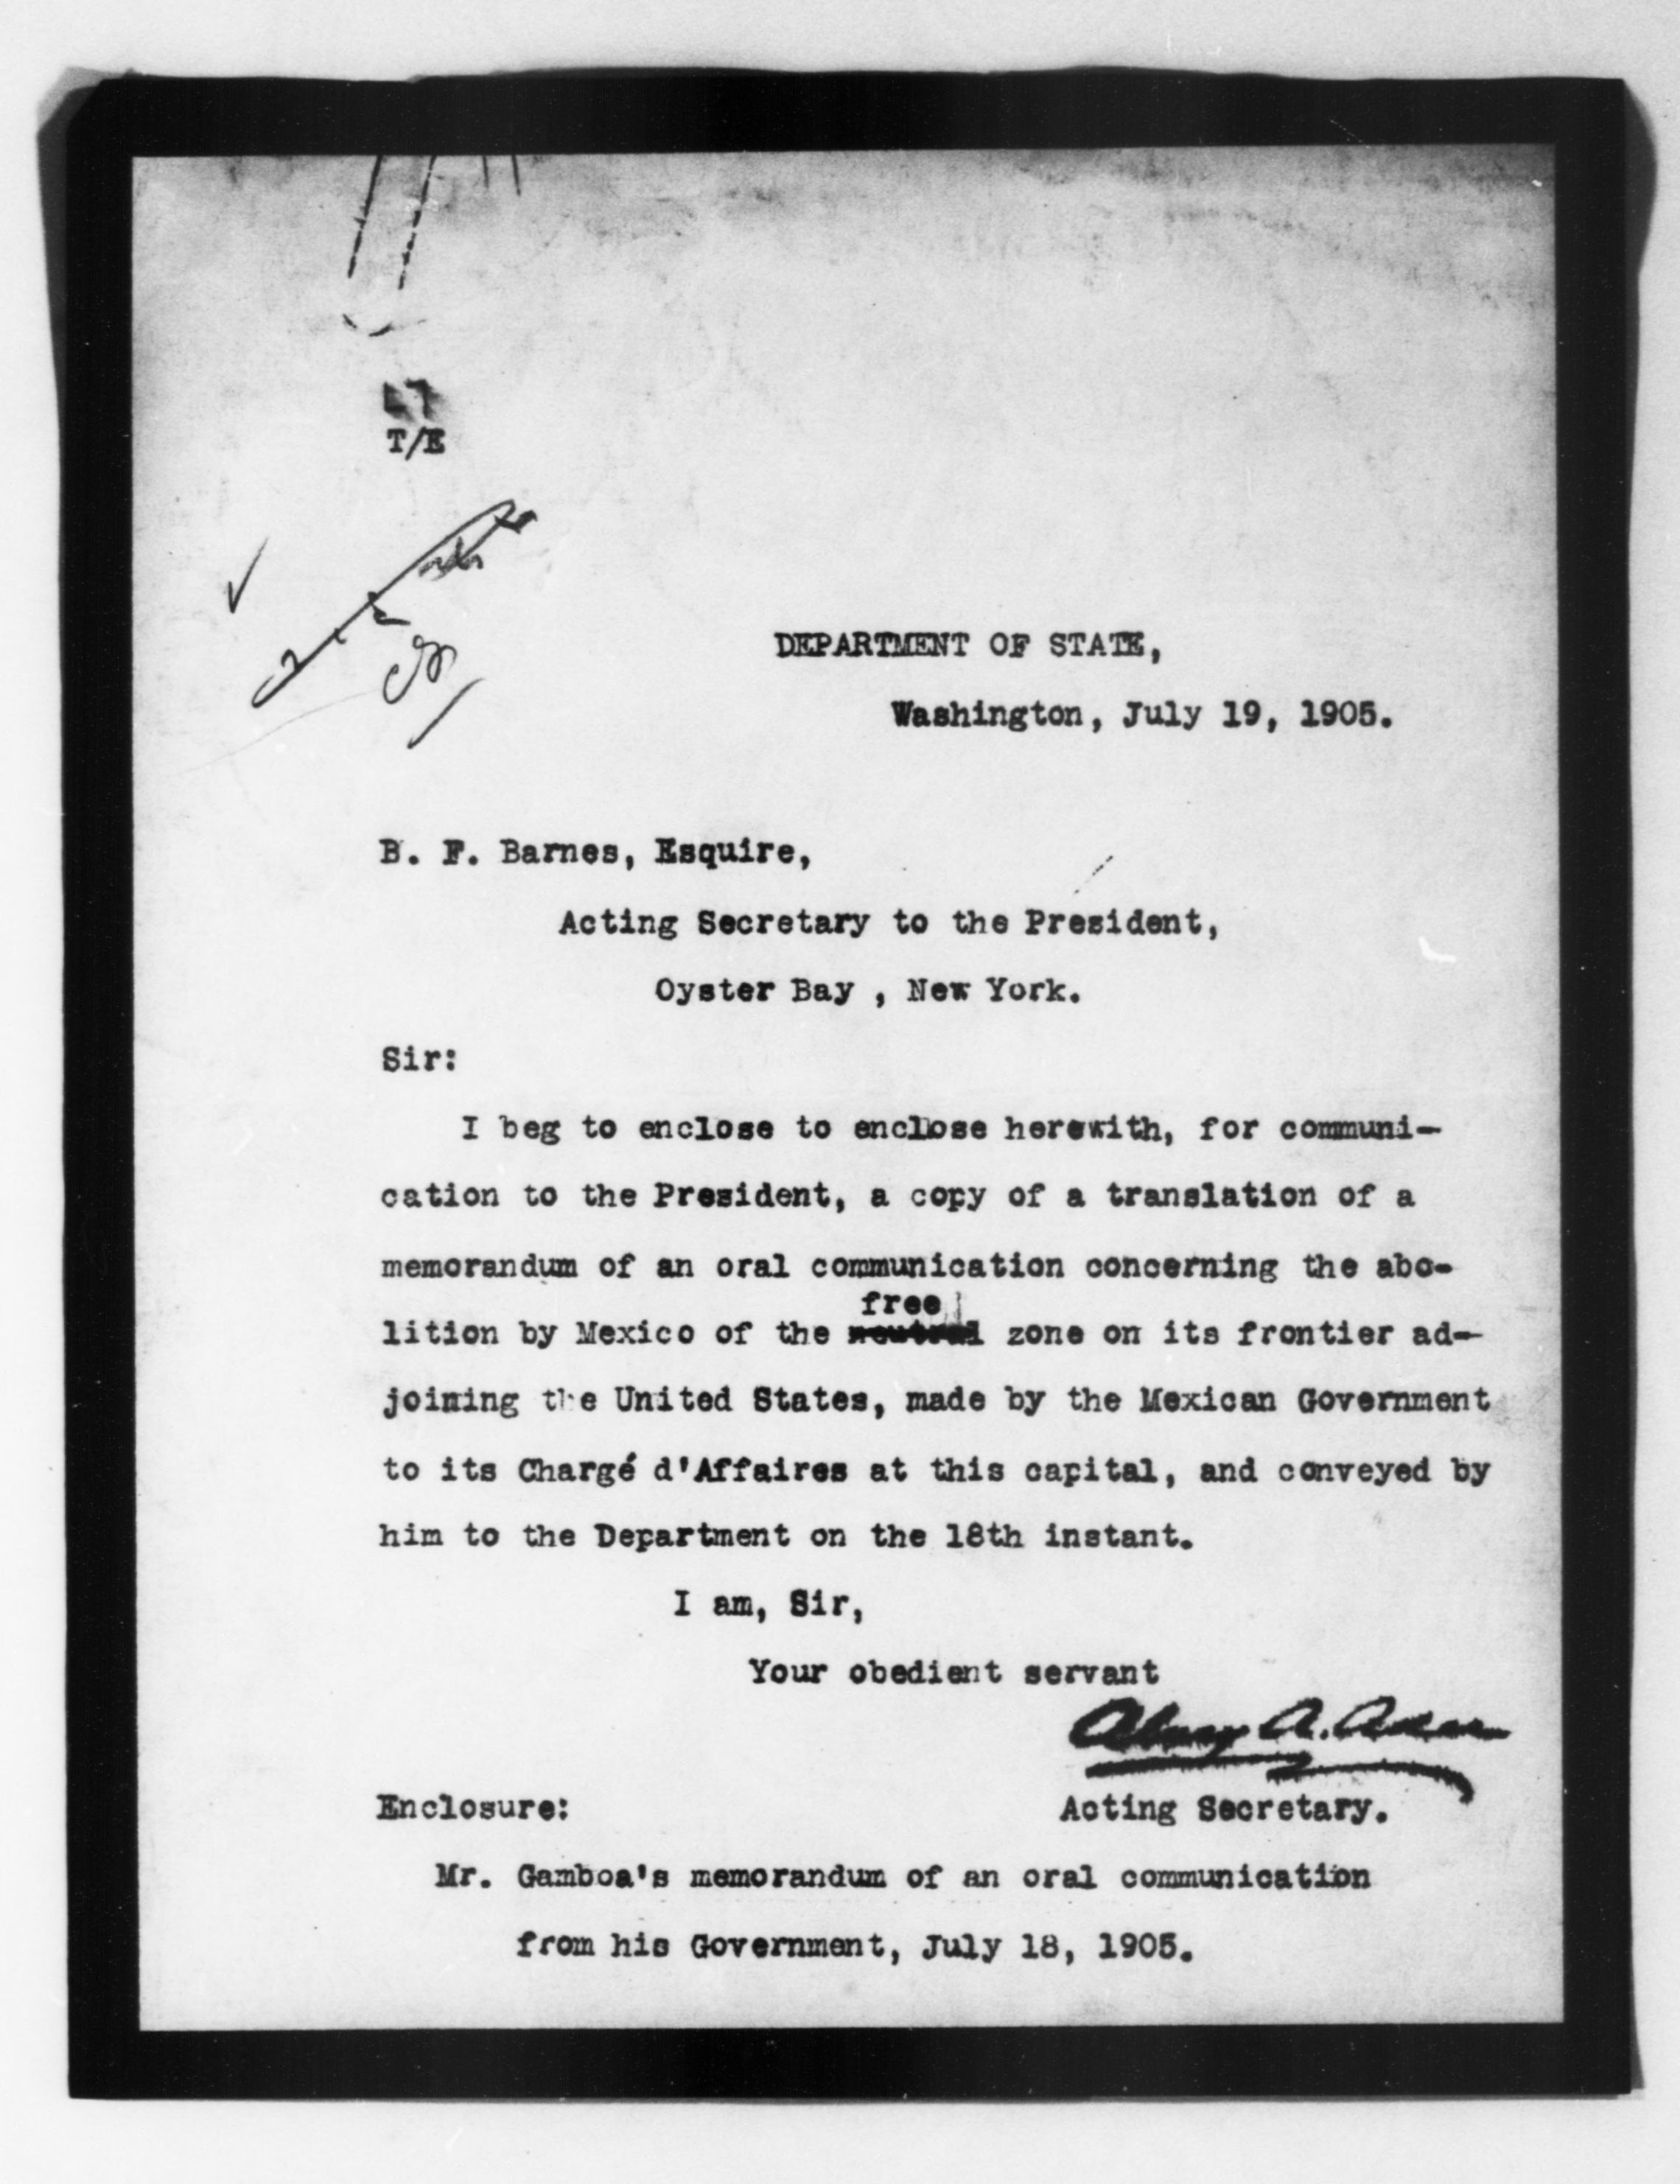 T/E
DEPARTMENT OF STATE,
Washington, July 19, 1905.
B. F. Barnes, Esquire,
Acting Secretary to the President,
Oyster Bay , New York.
Sir:
I beg to enclose to enclose herewith, for communi-
cation to the President, a copy of a translation of a
memorandum of an oral communication concerning the abo-
free
lition by Mexico of the neutral zone on its frontier ad-
joining the United States, made by the Mexican Government
to its Chargé d'Affaires at this capital, and conveyed by
him to the Department on the 18th instant.
I am, Sir,
Your obedient servant
Alvey A. Adee
Enclosure: Acting Secretary.
Mr. Gamboa's memorandum of an oral communication
from his Government, July 18, 1905.